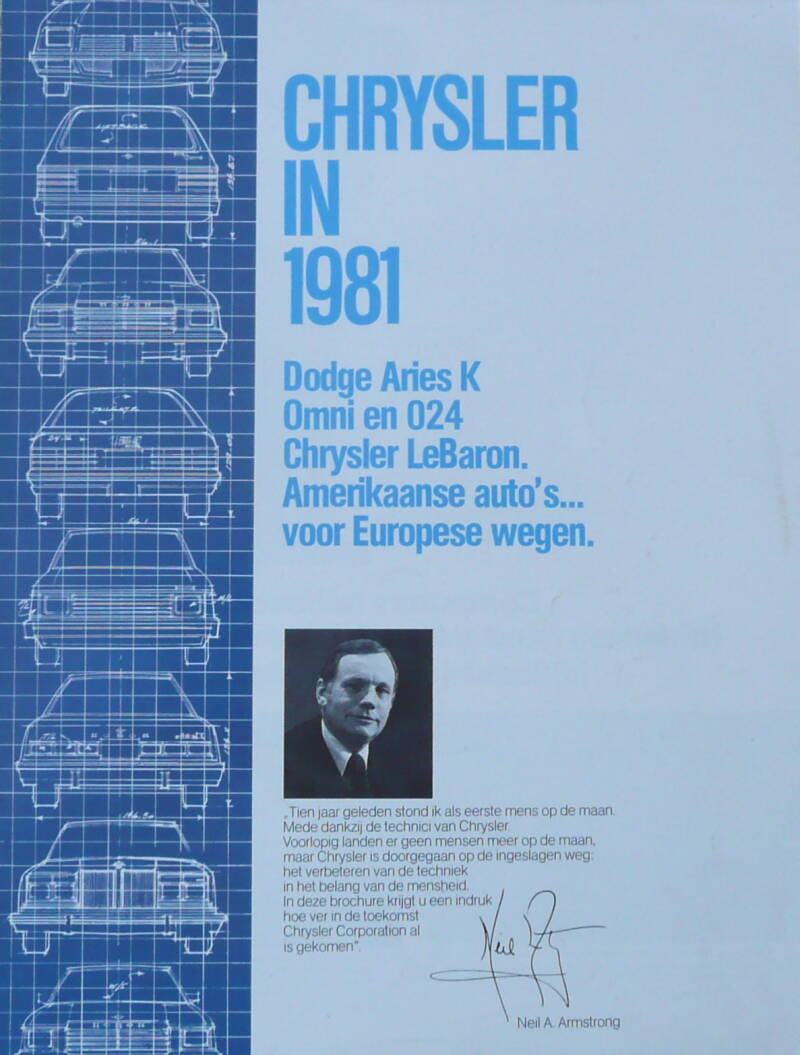 CHRYSLER
IN
1981
Dodge Aries K
Omni en 024
Chrysler LeBaron.
Amerikaanse auto's...
voor Europese wegen.
„Tien jaar geleden stond ik als eerste mens op de maan.
Mede dankzij de technici van Chrysler.
Voorlopig landen er geen mensen meer op de maan,
maar Chrysler is doorgegaan op de ingeslagen weg:
het verbeteren van de techniek
in het belang van de mensheid.
In deze brochure krijgt u een indruk
hoe ver in de toekomst
Chrysler Corporation al
is gekomen".
Neil
Neil A. Armstrong